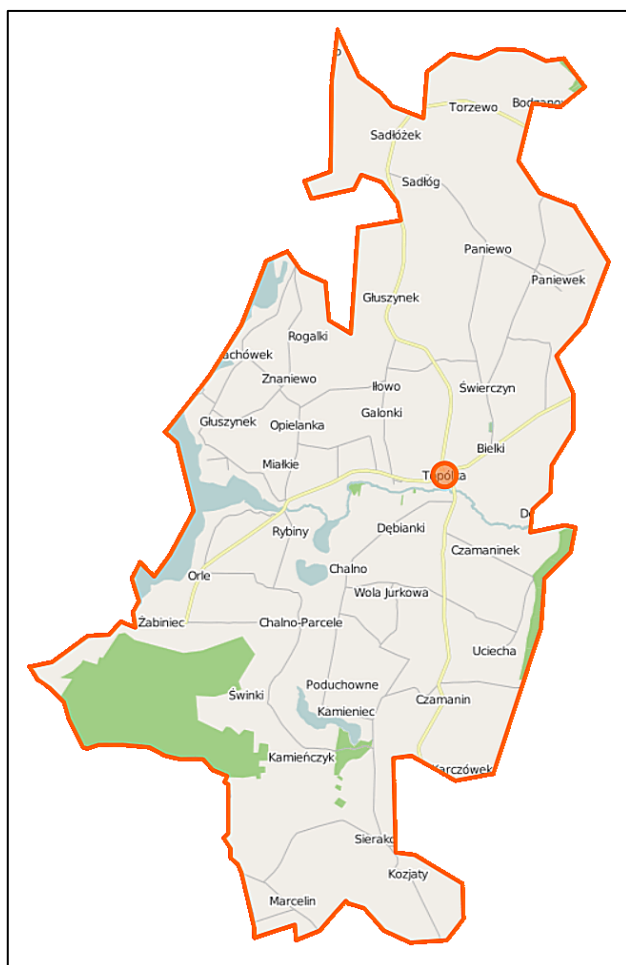 Torzewo
Sadłóżek
Sadłóg
Paniewo
Paniewek
Głuszynek
Rogalki
Znaniewo
Iłowo
Świerczyn
Głuszynek
Opielanka
Galonki
Bielki
Miałkie
Rybiny
Dębianki
Czamaninek
Orle
Chalno
Wola Jurkowa
Żabiniec
Chalno-Parcele
Uciecha
Świnki
Poduchowne
Kamieniec
Czamanin
Kamieńczyk
Kozjaty
Marcelin